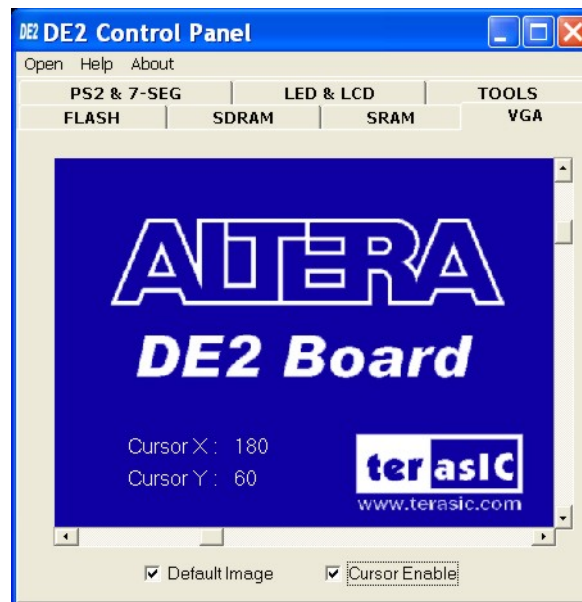 DE2 DE2 Control Panel
Open Help About
PS2 & 7-SEG LED & LCD TOOLS
FLASH SDRAM SRAM VGA
ALTERA
DE2 Board
Cursor X : 180
Cursor Y : 60
terasIC
www.terasic.com
Default Image Cursor Enable